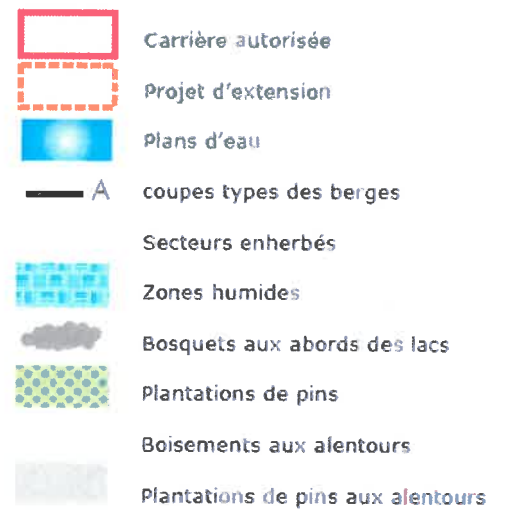 Carrière autorisée
Projet d'extension
Plans d'eau
A coupes types des berges
Secteurs enherbés
Zones humides
Bosquets aux abords des lacs
Plantations de pins
Boisements aux alentours
Plantations de pins aux alentours